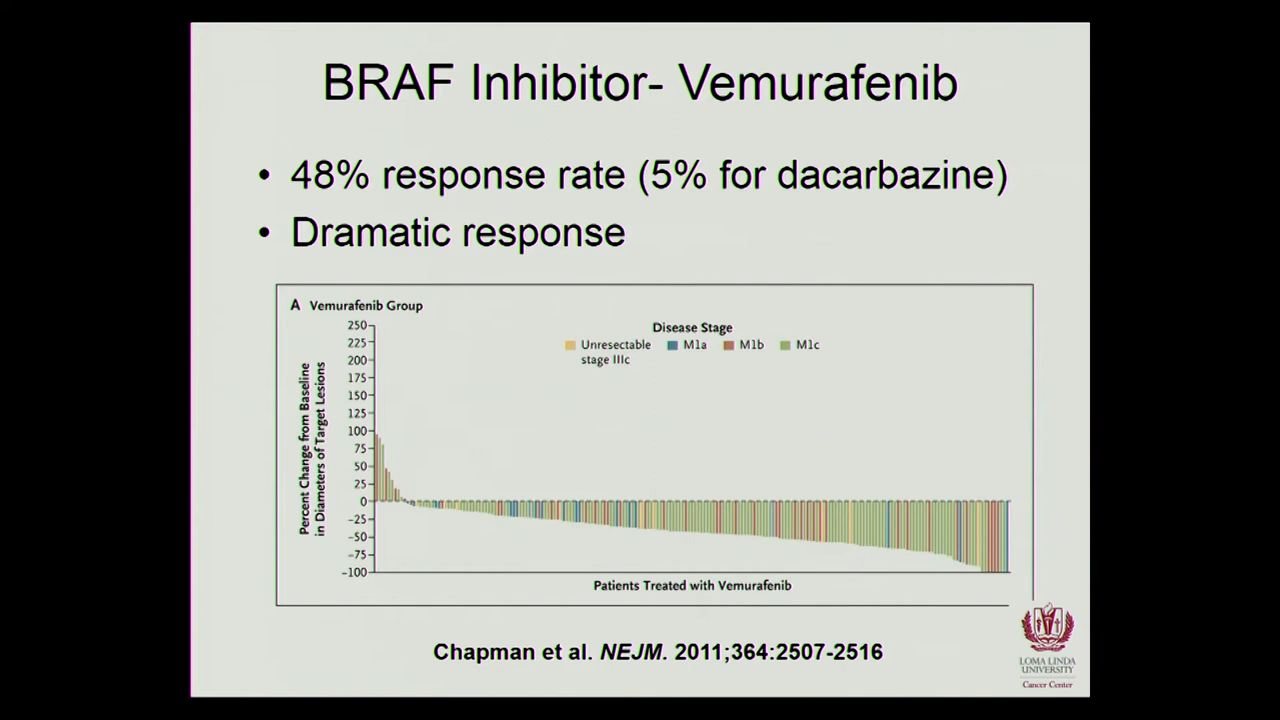 BRAF Inhibitor- Vemurafenib
• 48% response rate (5% for dacarbazine)
• Dramatic response
A Vemurafenib Group
Disease Stage
Unresectable stage IIIc
M1a
M1b
M1c
Percent Change from Baseline
in Diameters of Target Lesions
250
225
200
175
150
125
100
75
50
25
0
−25
−50
−75
−100
Patients Treated with Vemurafenib
Chapman et al. NEJM. 2011;364:2507-2516
LOMA LINDA
UNIVERSITY
Cancer Center